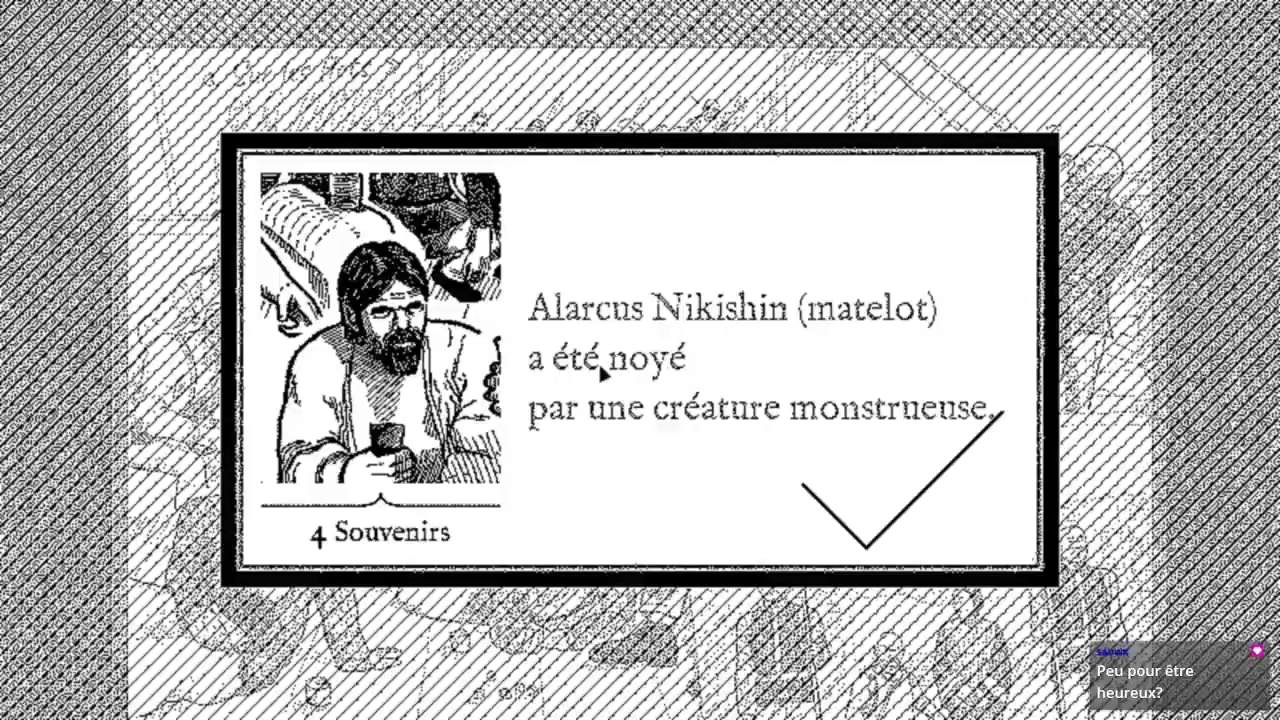 Alarcus Nikishin (matelot)
a été noyé
par une créature monstrueuse.
4 Souvenirs
Peu pour être
heureux?